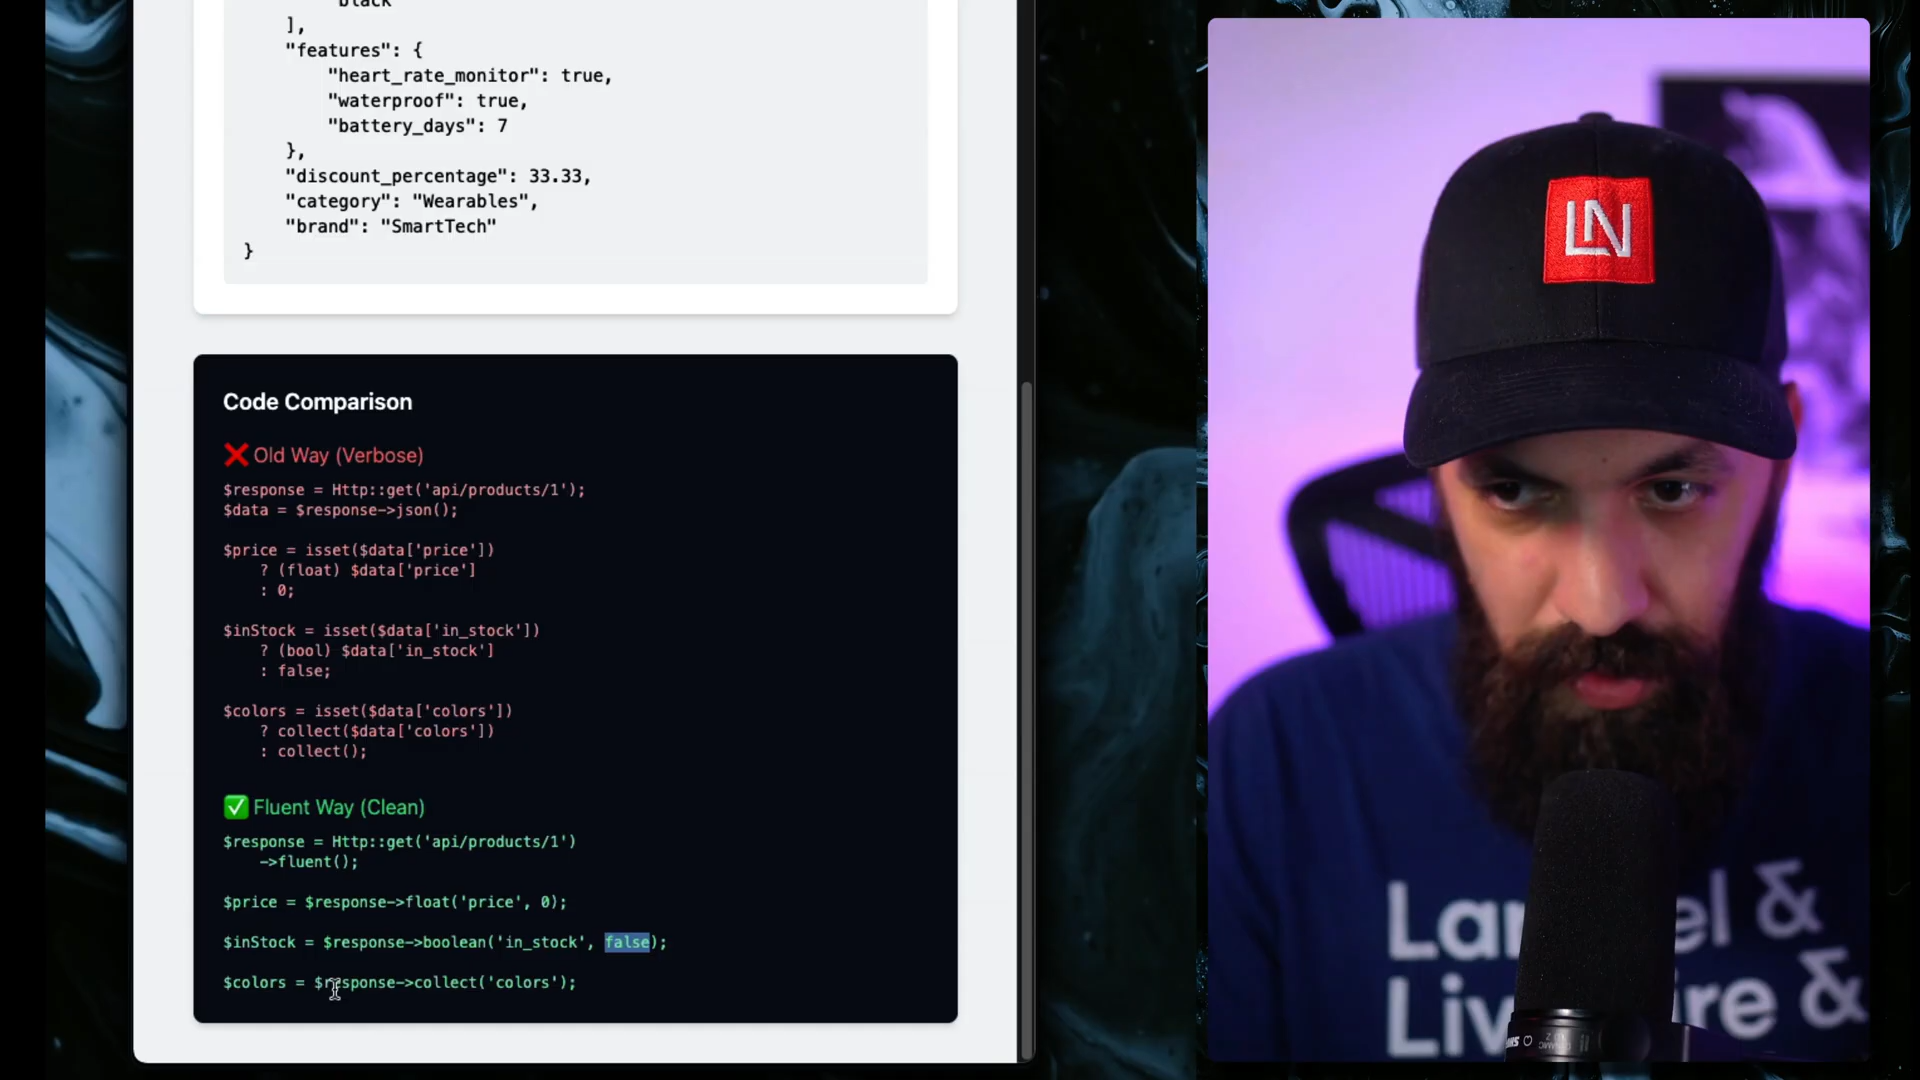 black
],
"features": {
"heart_rate_monitor": true,
"waterproof": true,
"battery_days": 7
},
"discount_percentage": 33.33,
"category": "Wearables",
"brand": "SmartTech"
}
Code Comparison
❌ Old Way (Verbose)
$response = Http::get('api/products/1');
$data = $response->json();
$price = isset($data['price'])
? (float) $data['price']
: 0;
$inStock = isset($data['in_stock'])
? (bool) $data['in_stock']
: false;
$colors = isset($data['colors'])
? collect($data['colors'])
: collect();
✅ Fluent Way (Clean)
$response = Http::get('api/products/1')
->fluent();
$price = $response->float('price', 0);
$inStock = $response->boolean('in_stock', false);
$colors = $response->collect('colors');
LN
&
&